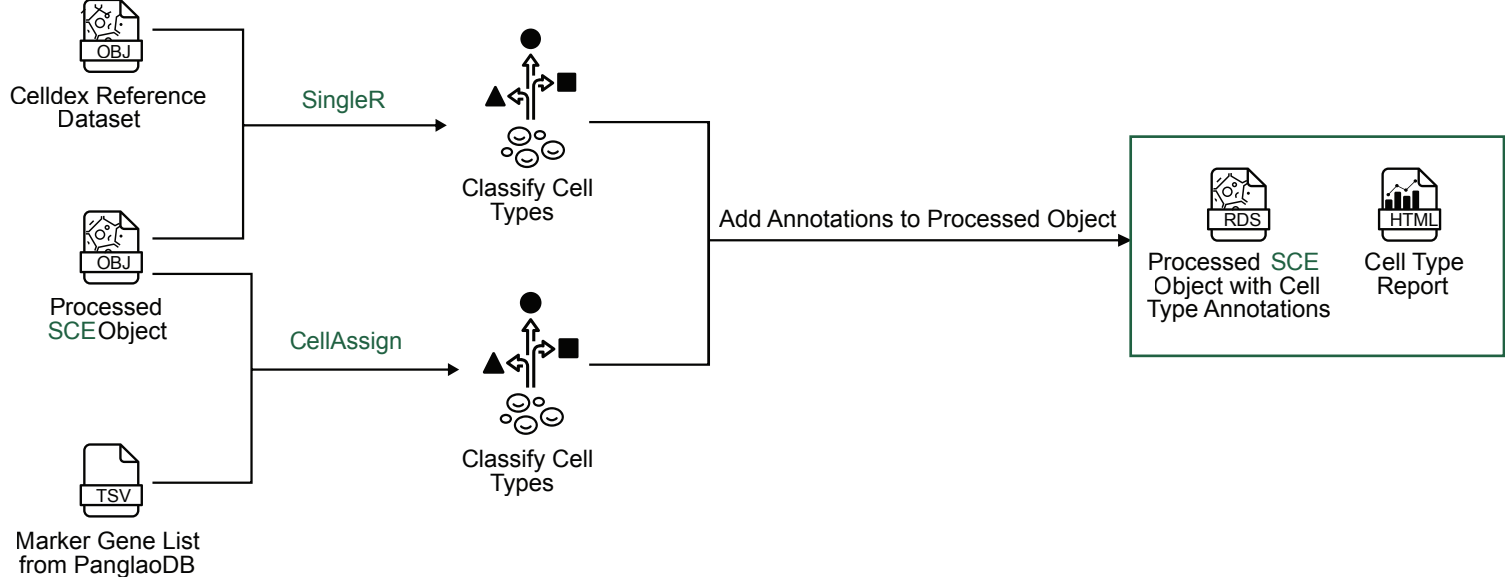 OBJ
Celldex Reference
Dataset
SingleR
Classify Cell
Types
OBJ
Processed
SCE Object
CellAssign
Classify Cell
Types
TSV
Marker Gene List
from PanglaoDB
Add Annotations to Processed Object
RDS
Processed SCE
Object with Cell
Type Annotations
HTML
Cell Type
Report